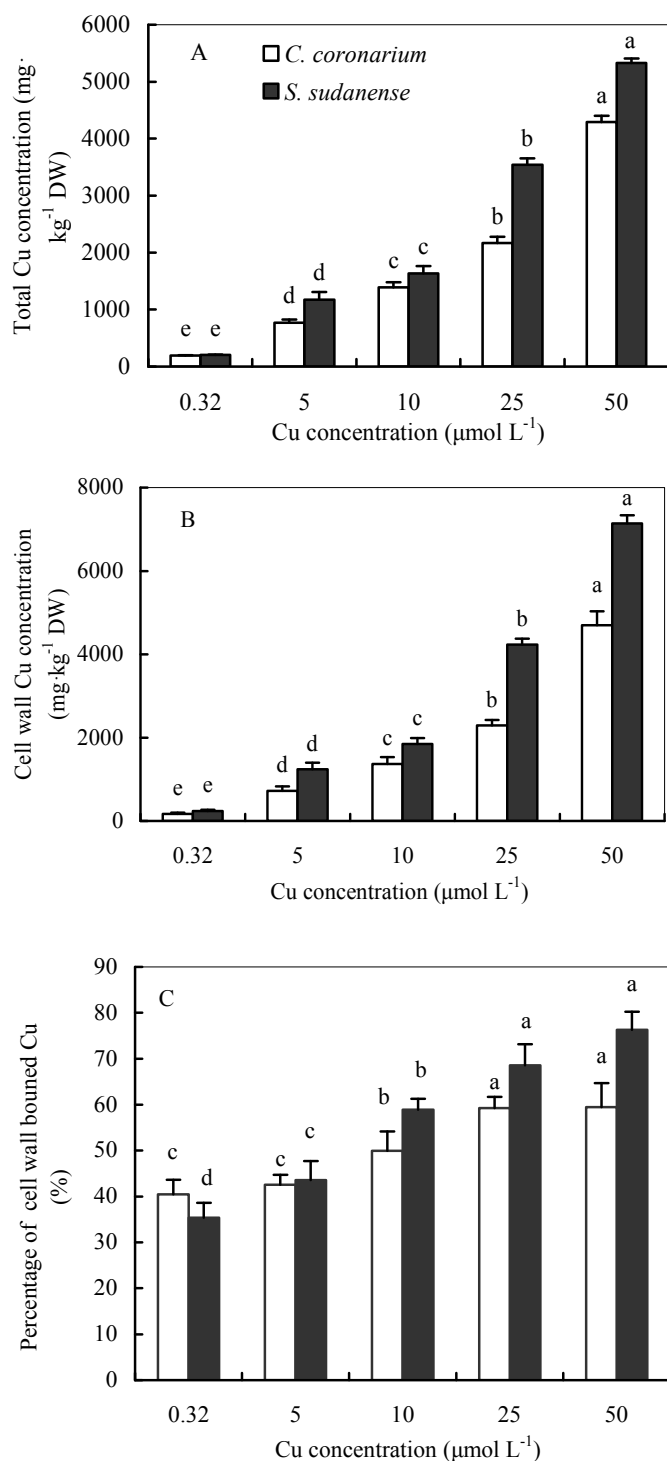 6000
5000
4000
3000
2000
1000
0
Total Cu concentration (mg·
kg⁻¹ DW)
A
C. coronarium
S. sudanense
e e d d c c b b a a
0.32 5 10 25 50
Cu concentration (μmol L⁻¹)
8000
6000
4000
2000
0
Cell wall Cu concentration
(mg·kg⁻¹ DW)
B
e e d d c c b b a a
0.32 5 10 25 50
Cu concentration (μmol L⁻¹)
90
80
70
60
50
40
30
20
10
0
Percentage of cell wall bouned Cu
(%)
C
c d c c b b a a a a
0.32 5 10 25 50
Cu concentration (μmol L⁻¹)